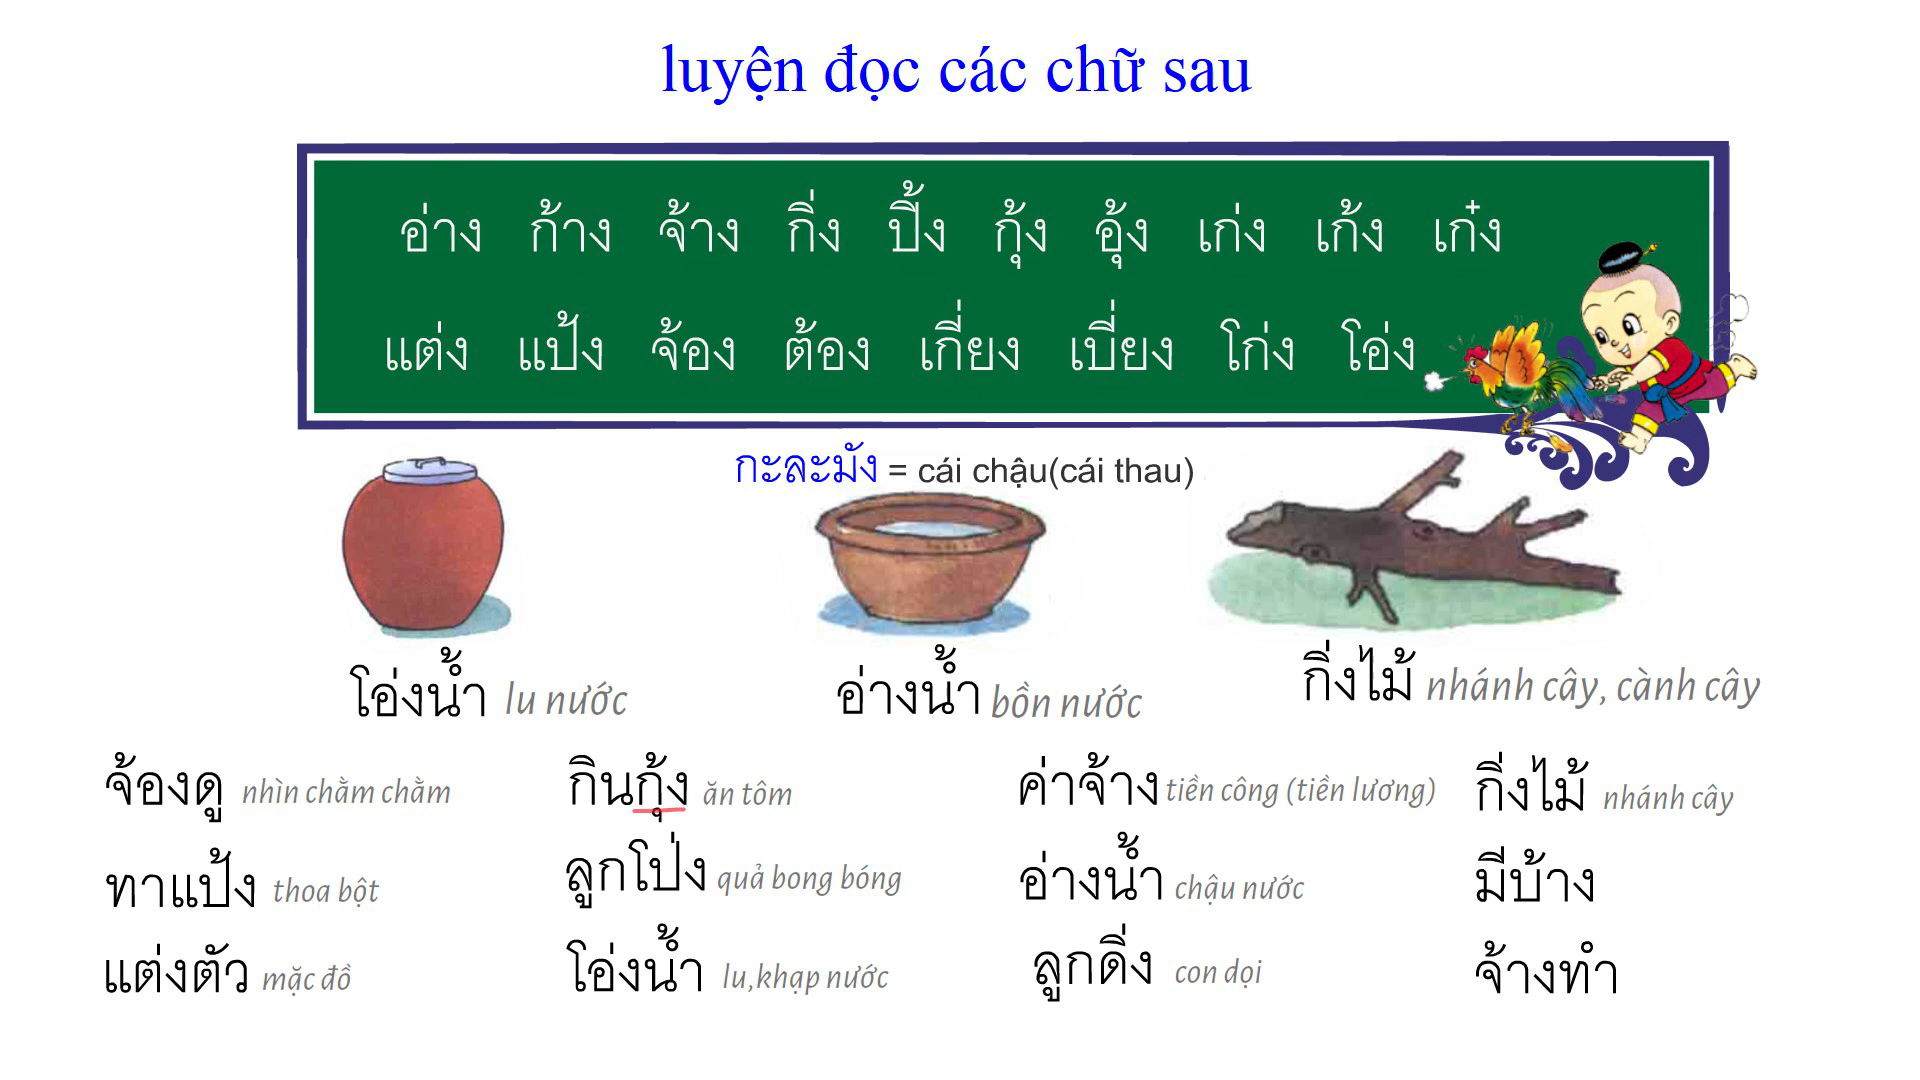 luyện đọc các chữ sau
อ่าง ก้าง จ้าง กิ่ง ปิ้ง กุ้ง อุ้ง เก่ง เก้ง เก๋ง
แต่ง แป้ง จ้อง ต้อง เกี่ยง เบี่ยง โก่ง โอ่ง
กะละมัง = cái chậu(cái thau)
โอ่งน้ำ lu nước อ่างน้ำ bồn nước กิ่งไม้ nhánh cây, cành cây
จ้องดู nhìn chằm chằm กินกุ้ง ăn tôm ค่าจ้าง tiền công (tiền lương) กิ่งไม้ nhánh cây
ทาแป้ง thoa bột ลูกโป่ง quả bong bóng อ่างน้ำ chậu nước มีบ้าง
แต่งตัว mặc đồ โอ่งน้ำ lu,khạp nước ลูกดิ่ง con dọi จ้างทำ